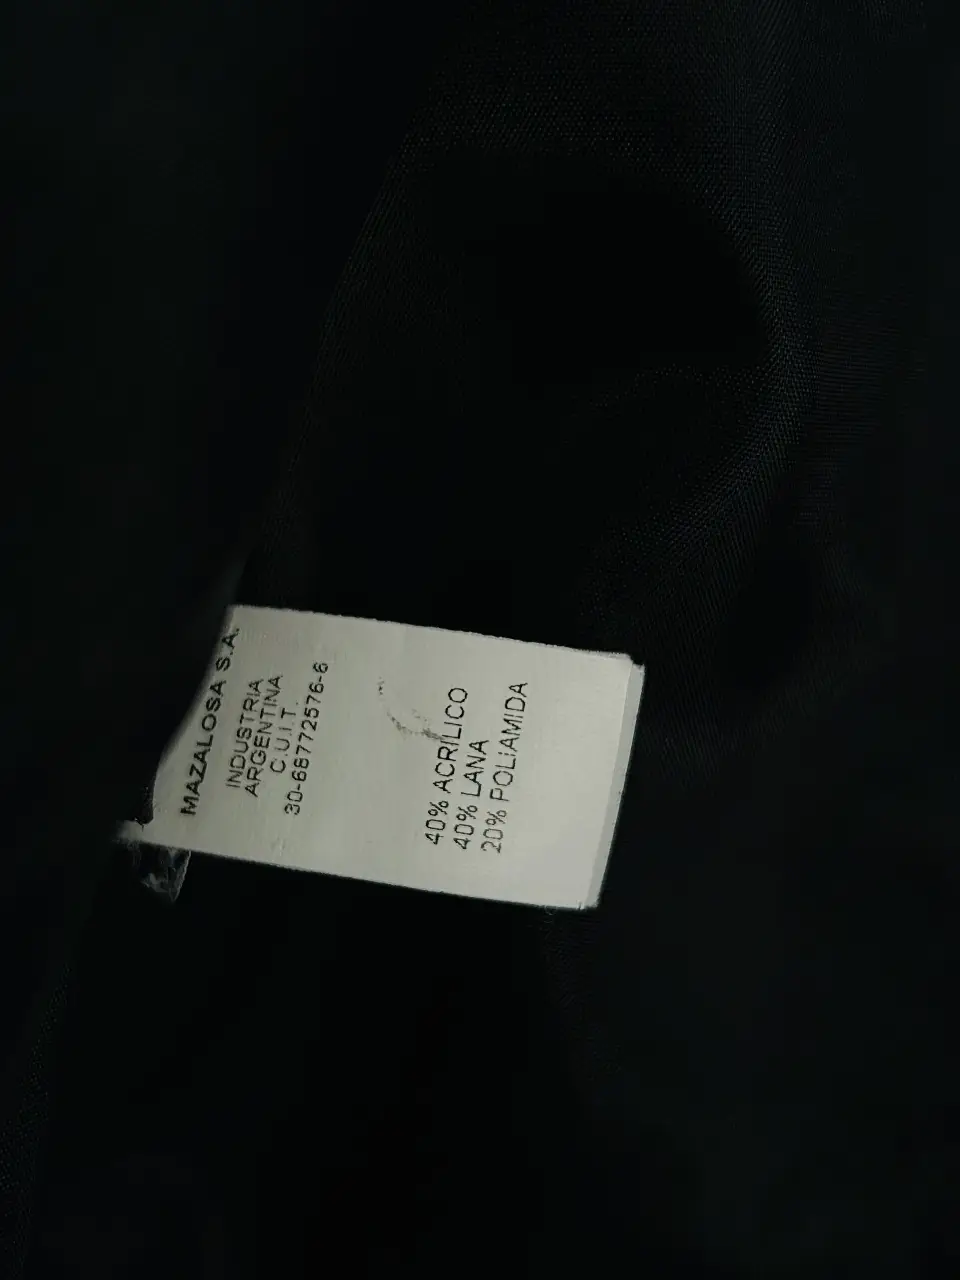 MAZALOSA S.A.
INDUSTRIA
ARGENTINA
C.U.I.T.
30-68772576-6
40% ACRILICO
40% LANA
20% POLIAMIDA